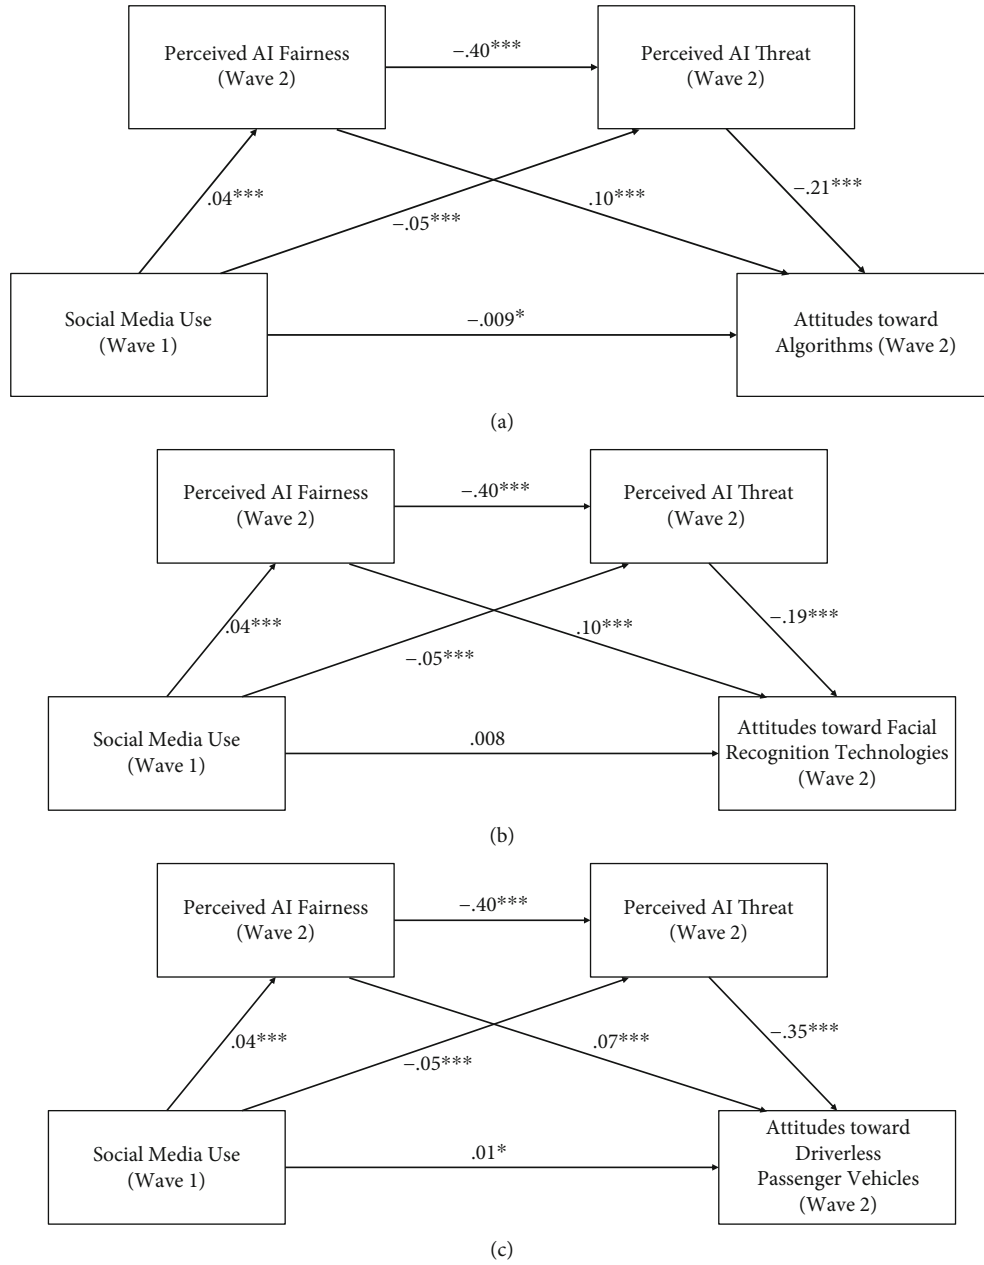 Perceived AI Fairness
(Wave 2)
−.40***
Perceived AI Threat
(Wave 2)
.04***
−.05***
.10***
−.21***
Social Media Use
(Wave 1)
−.009*
Attitudes toward
Algorithms (Wave 2)
(a)
Perceived AI Fairness
(Wave 2)
−.40***
Perceived AI Threat
(Wave 2)
.04***
−.05***
.10***
−.19***
Social Media Use
(Wave 1)
.008
Attitudes toward Facial
Recognition Technologies
(Wave 2)
(b)
Perceived AI Fairness
(Wave 2)
−.40***
Perceived AI Threat
(Wave 2)
.04***
−.05***
.07***
−.35***
Social Media Use
(Wave 1)
.01*
Attitudes toward
Driverless
Passenger Vehicles
(Wave 2)
(c)